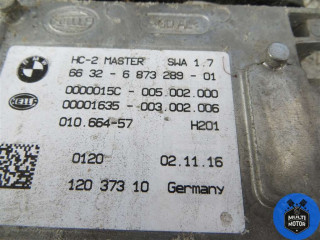 HC-2 MASTER SWA 1.7
66 32 - 6 873 289 - 01
HELLA
0000015C - 005.002.000
00001635 - 003.002.006
010.664-57 H201
0120 02.11.16
120 373 10 Germany
MULTI
MOTOR